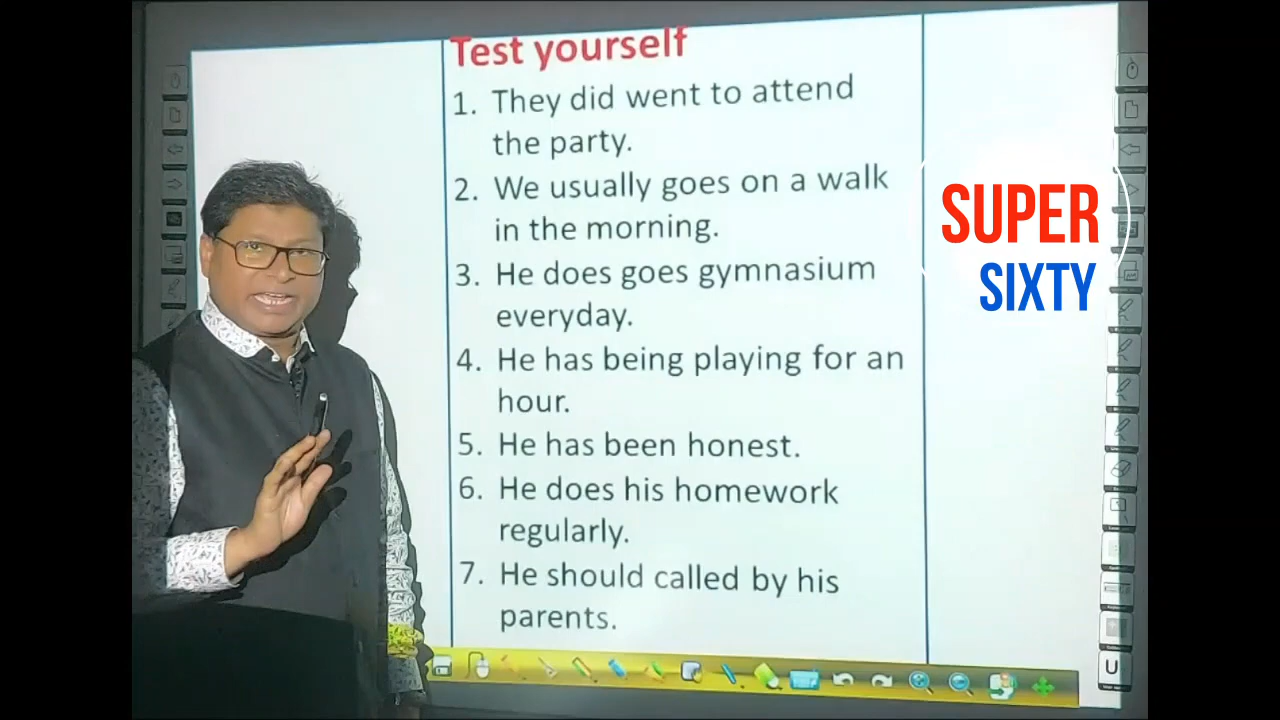 Test yourself
1. They did went to attend
the party.
2. We usually goes on a walk
in the morning.
3. He does goes gymnasium
everyday.
4. He has being playing for an
hour.
5. He has been honest.
6. He does his homework
regularly.
7. He should called by his
parents.
SUPER
SIXTY
U